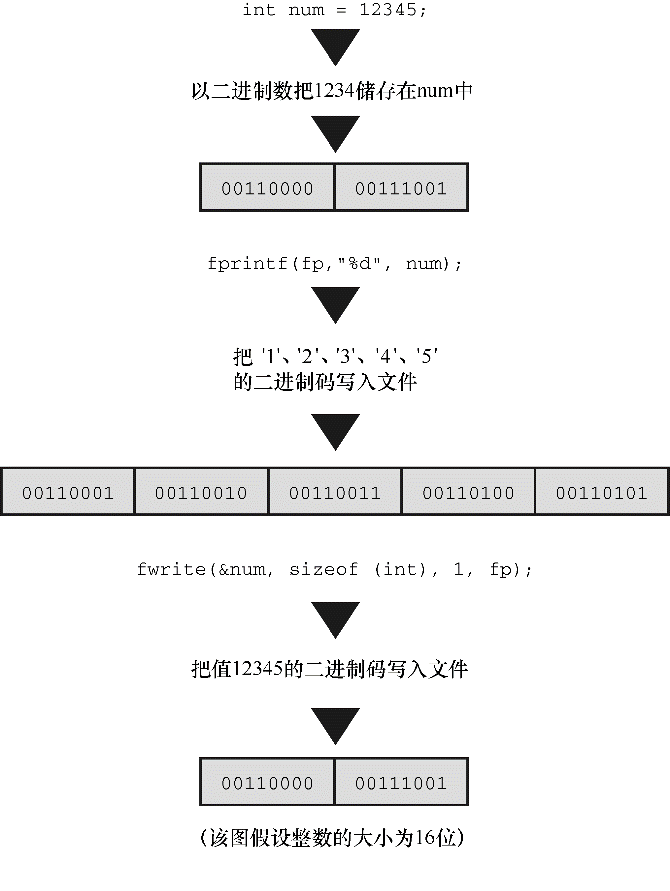 int num = 12345;
以二进制数把1234储存在num中
00110000 00111001
fprintf(fp,"%d", num);
把 '1'、'2'、'3'、'4'、'5'
的二进制码写入文件
00110001 00110010 00110011 00110100 00110101
fwrite(&num, sizeof (int), 1, fp);
把值12345的二进制码写入文件
00110000 00111001
（该图假设整数的大小为16位）